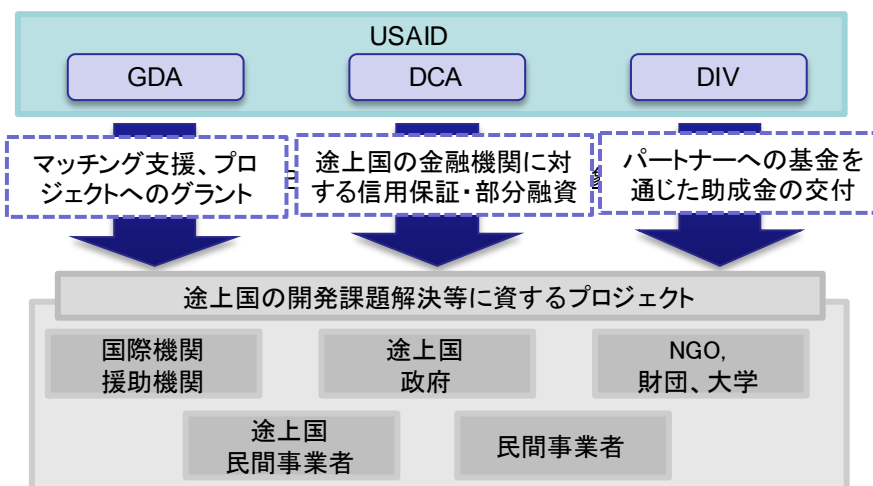 USAID
GDA
DCA
DIV
マッチング支援、プロ
ジェクトへのグラント
途上国の金融機関に対
する信用保証・部分融資
パートナーへの基金を
通じた助成金の交付
途上国の開発課題解決等に資するプロジェクト
国際機関
援助機関
途上国
政府
NGO,
財団、大学
途上国
民間事業者
民間事業者